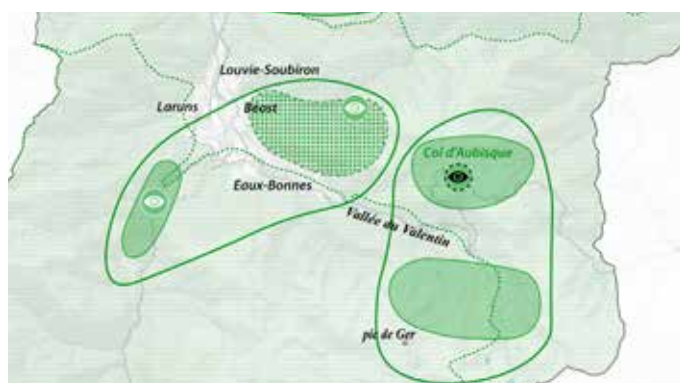 Louvie-Soubiron
Laruns
Béost
Col d'Aubisque
Eaux-Bonnes
Vallée du Valentin
pic de Ger